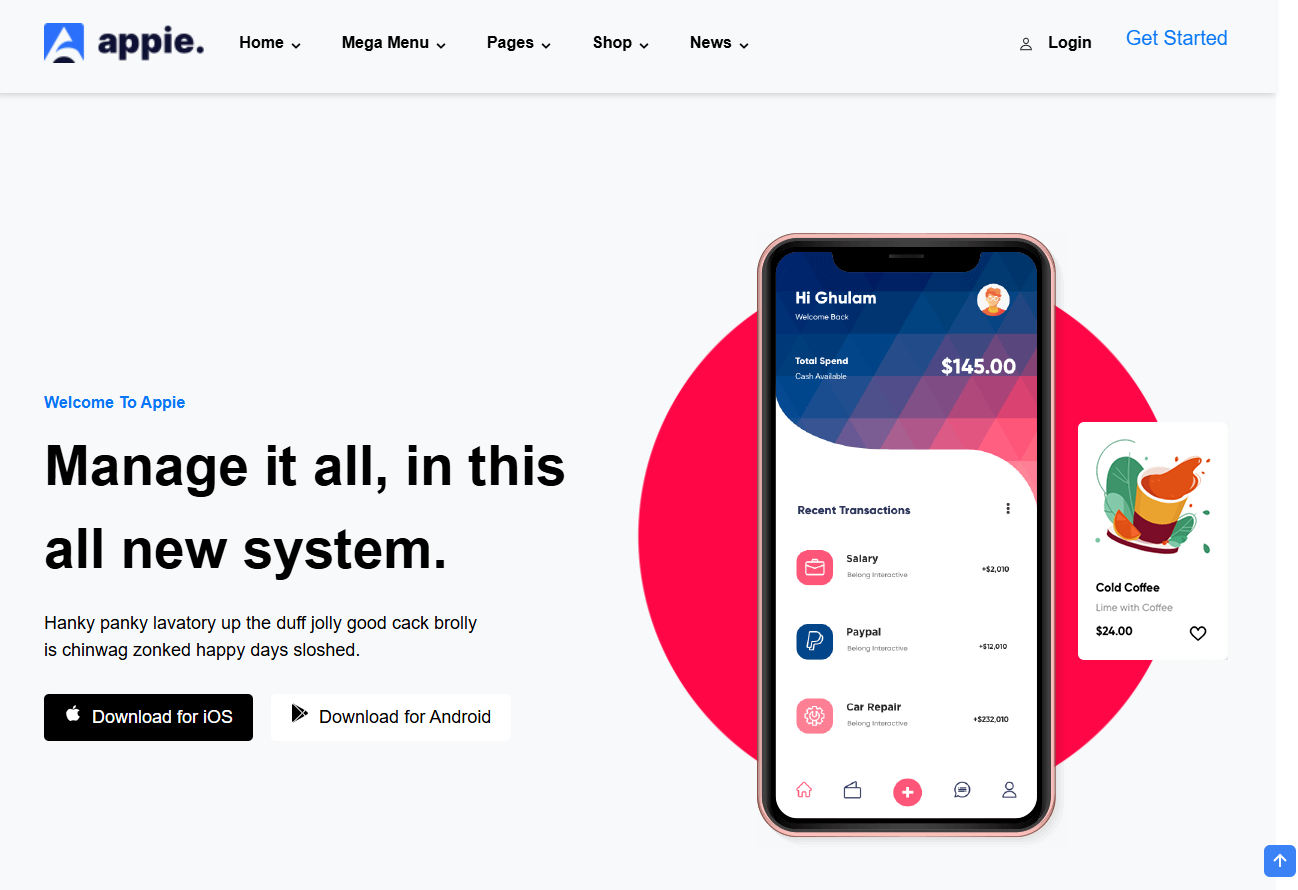 appie.
Home
Mega Menu
Pages
Shop
News
Login
Get Started
Welcome To Appie
Manage it all, in this
all new system.
Hanky panky lavatory up the duff jolly good cack brolly
is chinwag zonked happy days sloshed.
Download for iOS
Download for Android
Hi Ghulam
Welcome Back
Total Spend
Cash Available
$145.00
Recent Transactions
Salary
Belong Interactive
+$2,010
Paypal
Belong Interactive
+$12,010
Car Repair
Belong Interactive
+$232,010
Cold Coffee
Lime with Coffee
$24.00